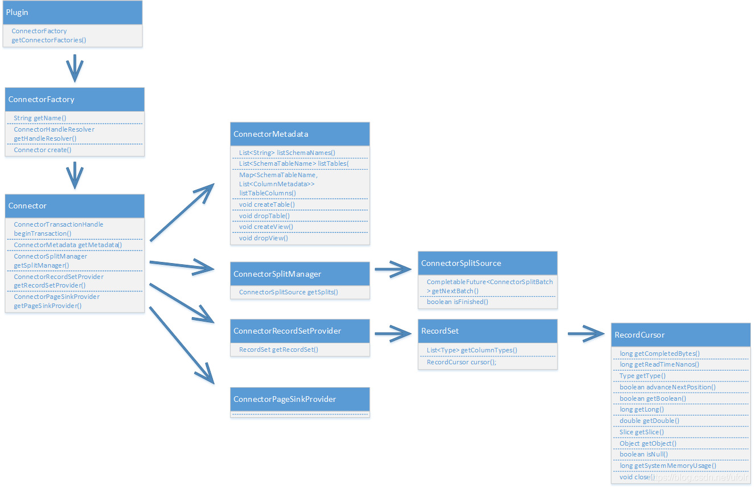 Plugin
ConnectorFactory
getConnectorFactories()
ConnectorFactory
String getName()
ConnectorHandleResolver
getHandleResolver()
Connector create()
Connector
ConnectorTransactionHandle
beginTransaction()
ConnectorMetadata getMetadata()
ConnectorSplitManager
getSplitManager()
ConnectorRecordSetProvider
getRecordSetProvider()
ConnectorPageSinkProvider
getPageSinkProvider()
ConnectorMetadata
List<String> listSchemaNames()
List<SchemaTableName> listTables(
Map<SchemaTableName,
List<ColumnMetadata>>
listTableColumns()
void createTable()
void dropTable()
void createView()
void dropView()
ConnectorSplitManager
ConnectorSplitSource getSplits()
ConnectorSplitSource
CompletableFuture<ConnectorSplitBatch
> getNextBatch()
boolean isFinished()
ConnectorRecordSetProvider
RecordSet getRecordSet()
RecordSet
List<Type> getColumnTypes()
RecordCursor cursor();
ConnectorPageSinkProvider
RecordCursor
long getCompletedBytes()
long getReadTimeNanos()
Type getType()
boolean advanceNextPosition()
boolean getBoolean()
long getLong()
double getDouble()
Slice getSlice()
Object getObject()
boolean isNull()
long getSystemMemoryUsage()
void close()